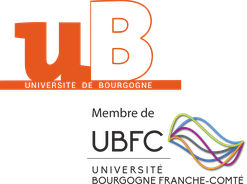 uB
UNIVERSITÉ DE BOURGOGNE
Membre de
UBFC
UNIVERSITÉ
BOURGOGNE FRANCHE-COMTÉ